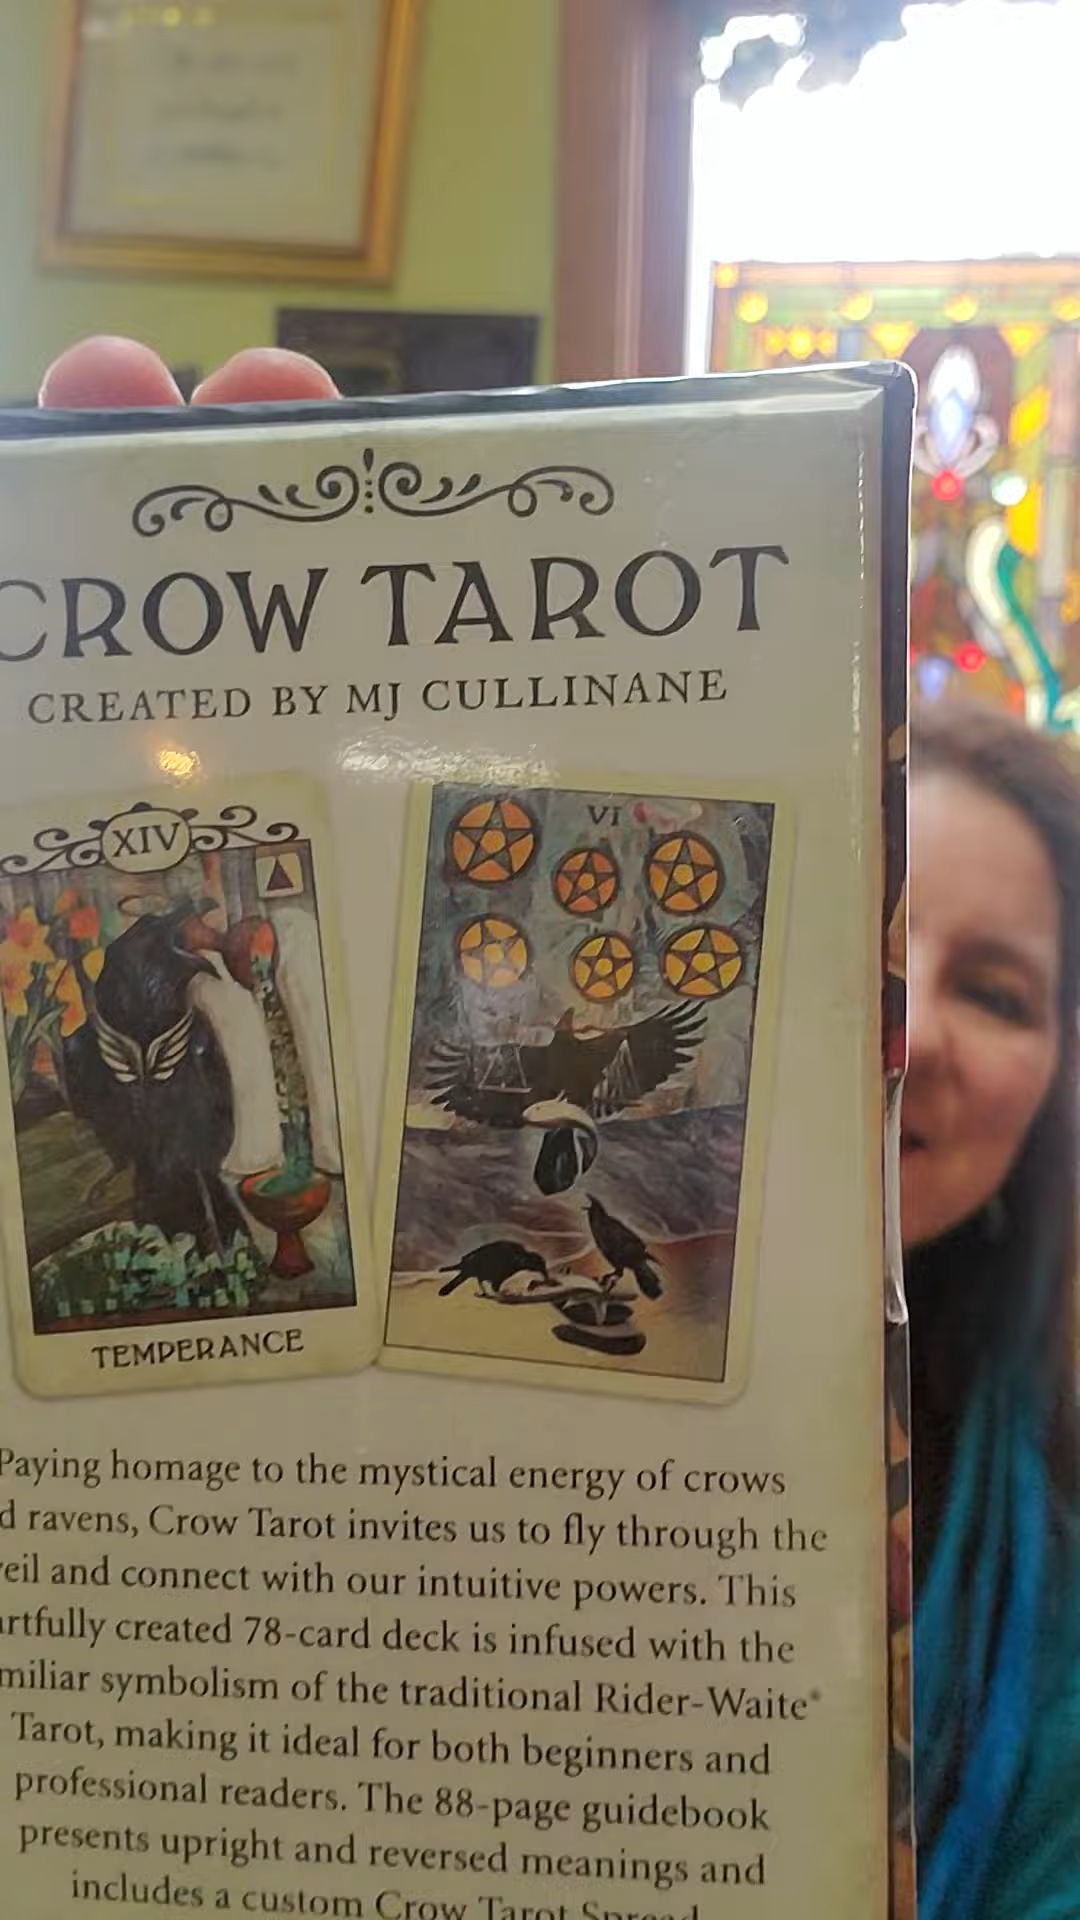 CROW TAROT
CREATED BY MJ CULLINANE
XIV
VI
TEMPERANCE
Paying homage to the mystical energy of crows
d ravens, Crow Tarot invites us to fly through the
eil and connect with our intuitive powers. This
rtfully created 78-card deck is infused with the
miliar symbolism of the traditional Rider-Waite®
Tarot, making it ideal for both beginners and
professional readers. The 88-page guidebook
presents upright and reversed meanings and
includes a custom Crow Tarot Spread